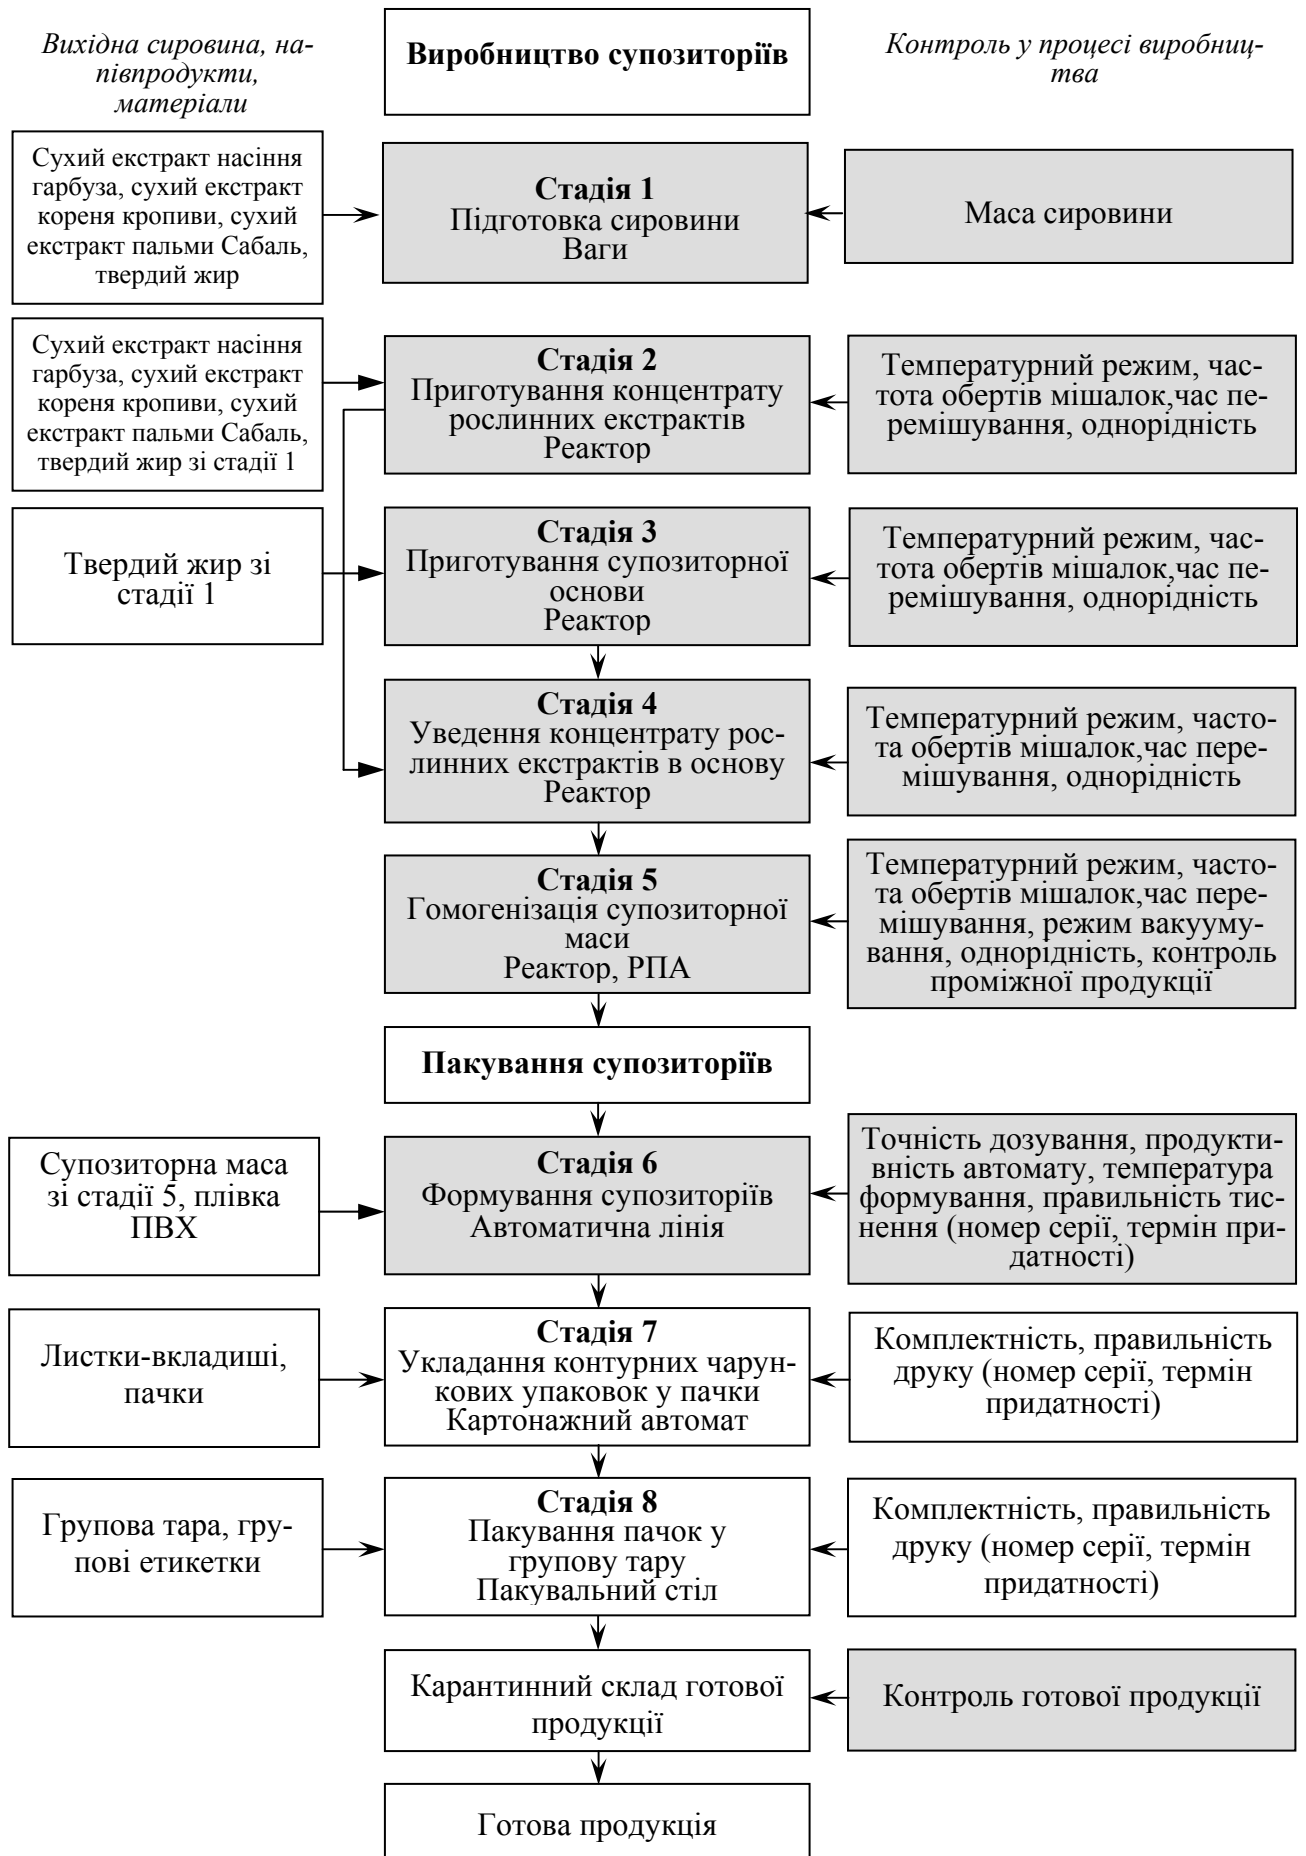 Вихідна сировина, на-
півпродукти,
матеріали
Виробництво супозиторіїв
Контроль у процесі виробниц-
тва
Сухий екстракт насіння
гарбуза, сухий екстракт
кореня кропиви, сухий
екстракт пальми Сабаль,
твердий жир
Стадія 1
Підготовка сировини
Ваги
Маса сировини
Сухий екстракт насіння
гарбуза, сухий екстракт
кореня кропиви, сухий
екстракт пальми Сабаль,
твердий жир зі стадії 1
Стадія 2
Приготування концентрату
рослинних екстрактів
Реактор
Температурний режим, час-
тота обертів мішалок,час пе-
ремішування, однорідність
Твердий жир зі
стадії 1
Стадія 3
Приготування супозиторної
основи
Реактор
Температурний режим, час-
тота обертів мішалок,час пе-
ремішування, однорідність
Стадія 4
Уведення концентрату рос-
линних екстрактів в основу
Реактор
Температурний режим, часто-
та обертів мішалок,час пере-
мішування, однорідність
Стадія 5
Гомогенізація супозиторної
маси
Реактор, РПА
Температурний режим, часто-
та обертів мішалок,час пере-
мішування, режим вакууму-
вання, однорідність, контроль
проміжної продукції
Пакування супозиторіїв
Супозиторна маса
зі стадії 5, плівка
ПВХ
Стадія 6
Формування супозиторіїв
Автоматична лінія
Точність дозування, продукти-
вність автомату, температура
формування, правильність тис-
нення (номер серії, термін при-
датності)
Листки-вкладиші,
пачки
Стадія 7
Укладання контурних чарун-
кових упаковок у пачки
Картонажний автомат
Комплектність, правильність
друку (номер серії, термін
придатності)
Групова тара, гру-
пові етикетки
Стадія 8
Пакування пачок у
групову тару
Пакувальний стіл
Комплектність, правильність
друку (номер серії, термін
придатності)
Карантинний склад готової
продукції
Контроль готової продукції
Готова продукція